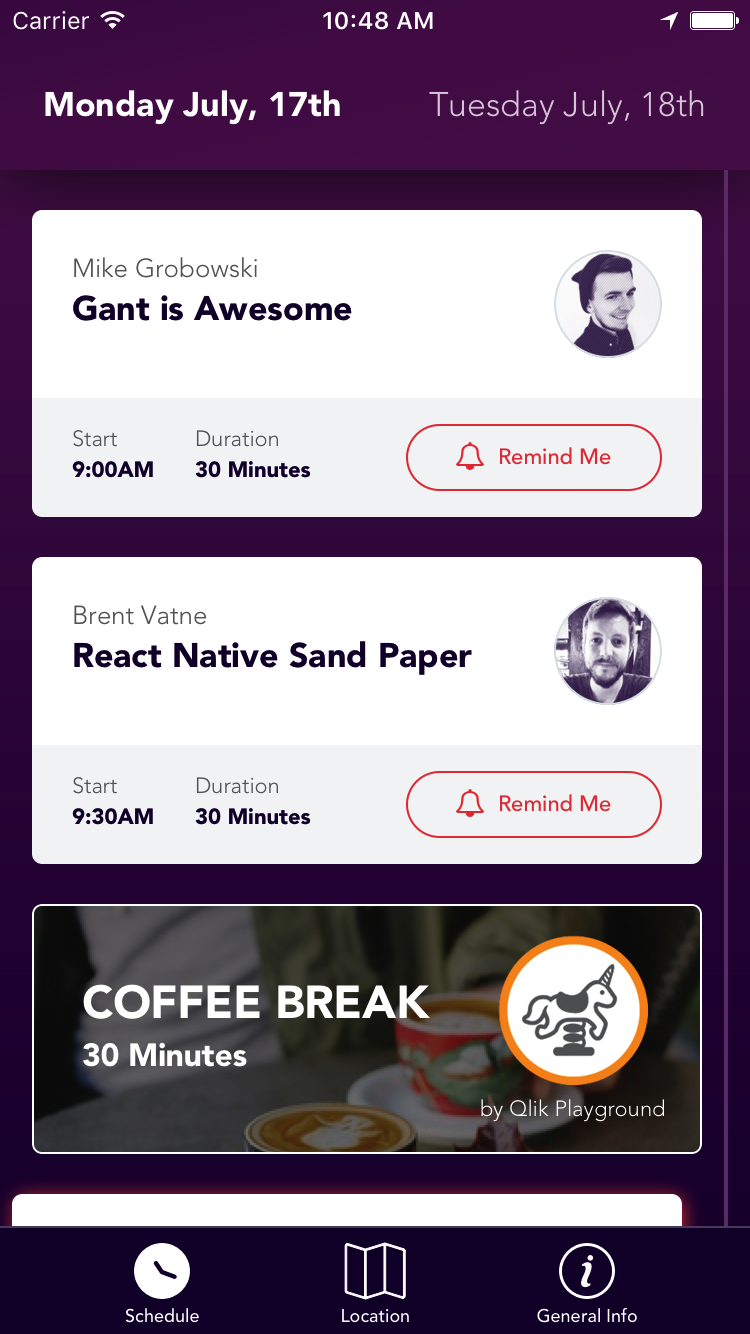 Carrier 10:48 AM
Monday July, 17th Tuesday July, 18th
Mike Grobowski
Gant is Awesome
Start Duration
9:00AM 30 Minutes
Remind Me
Brent Vatne
React Native Sand Paper
Start Duration
9:30AM 30 Minutes
Remind Me
COFFEE BREAK
30 Minutes
by Qlik Playground
Schedule Location General Info